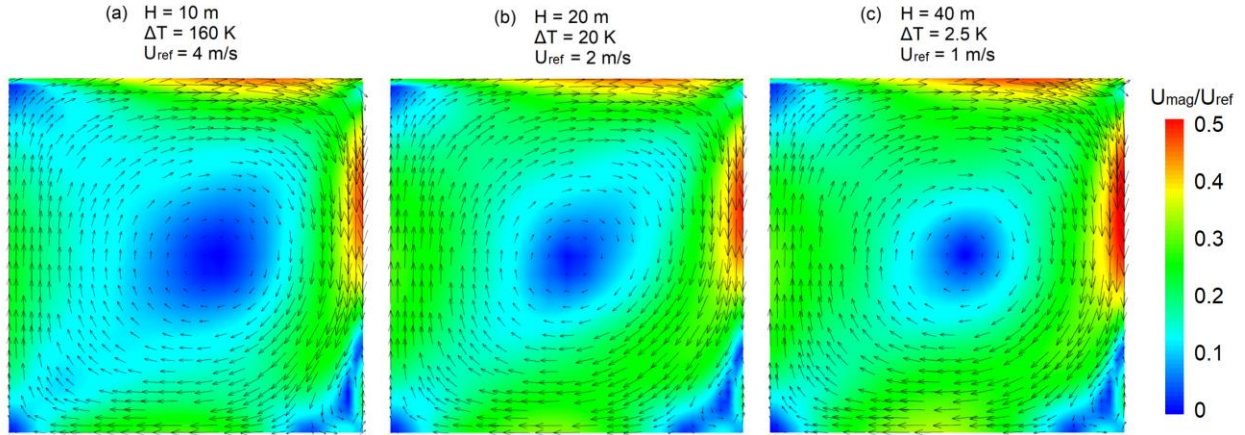 (a) H = 10 m
ΔT = 160 K
Uref = 4 m/s
(b) H = 20 m
ΔT = 20 K
Uref = 2 m/s
(c) H = 40 m
ΔT = 2.5 K
Uref = 1 m/s
Umag/Uref
0.5
0.4
0.3
0.2
0.1
0